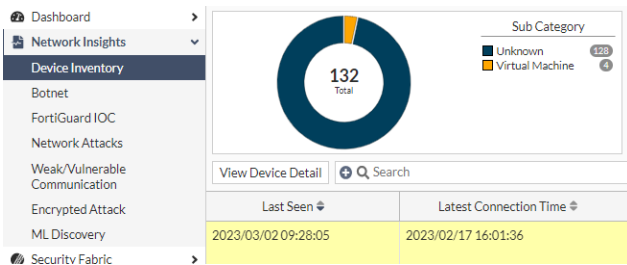 Dashboard
Network Insights
Device Inventory
Botnet
FortiGuard IOC
Network Attacks
Weak/Vulnerable
Communication
Encrypted Attack
ML Discovery
Security Fabric
132
Total
Sub Category
Unknown 128
Virtual Machine 4
View Device Detail Search
Last Seen Latest Connection Time
2023/03/02 09:28:05 2023/02/17 16:01:36